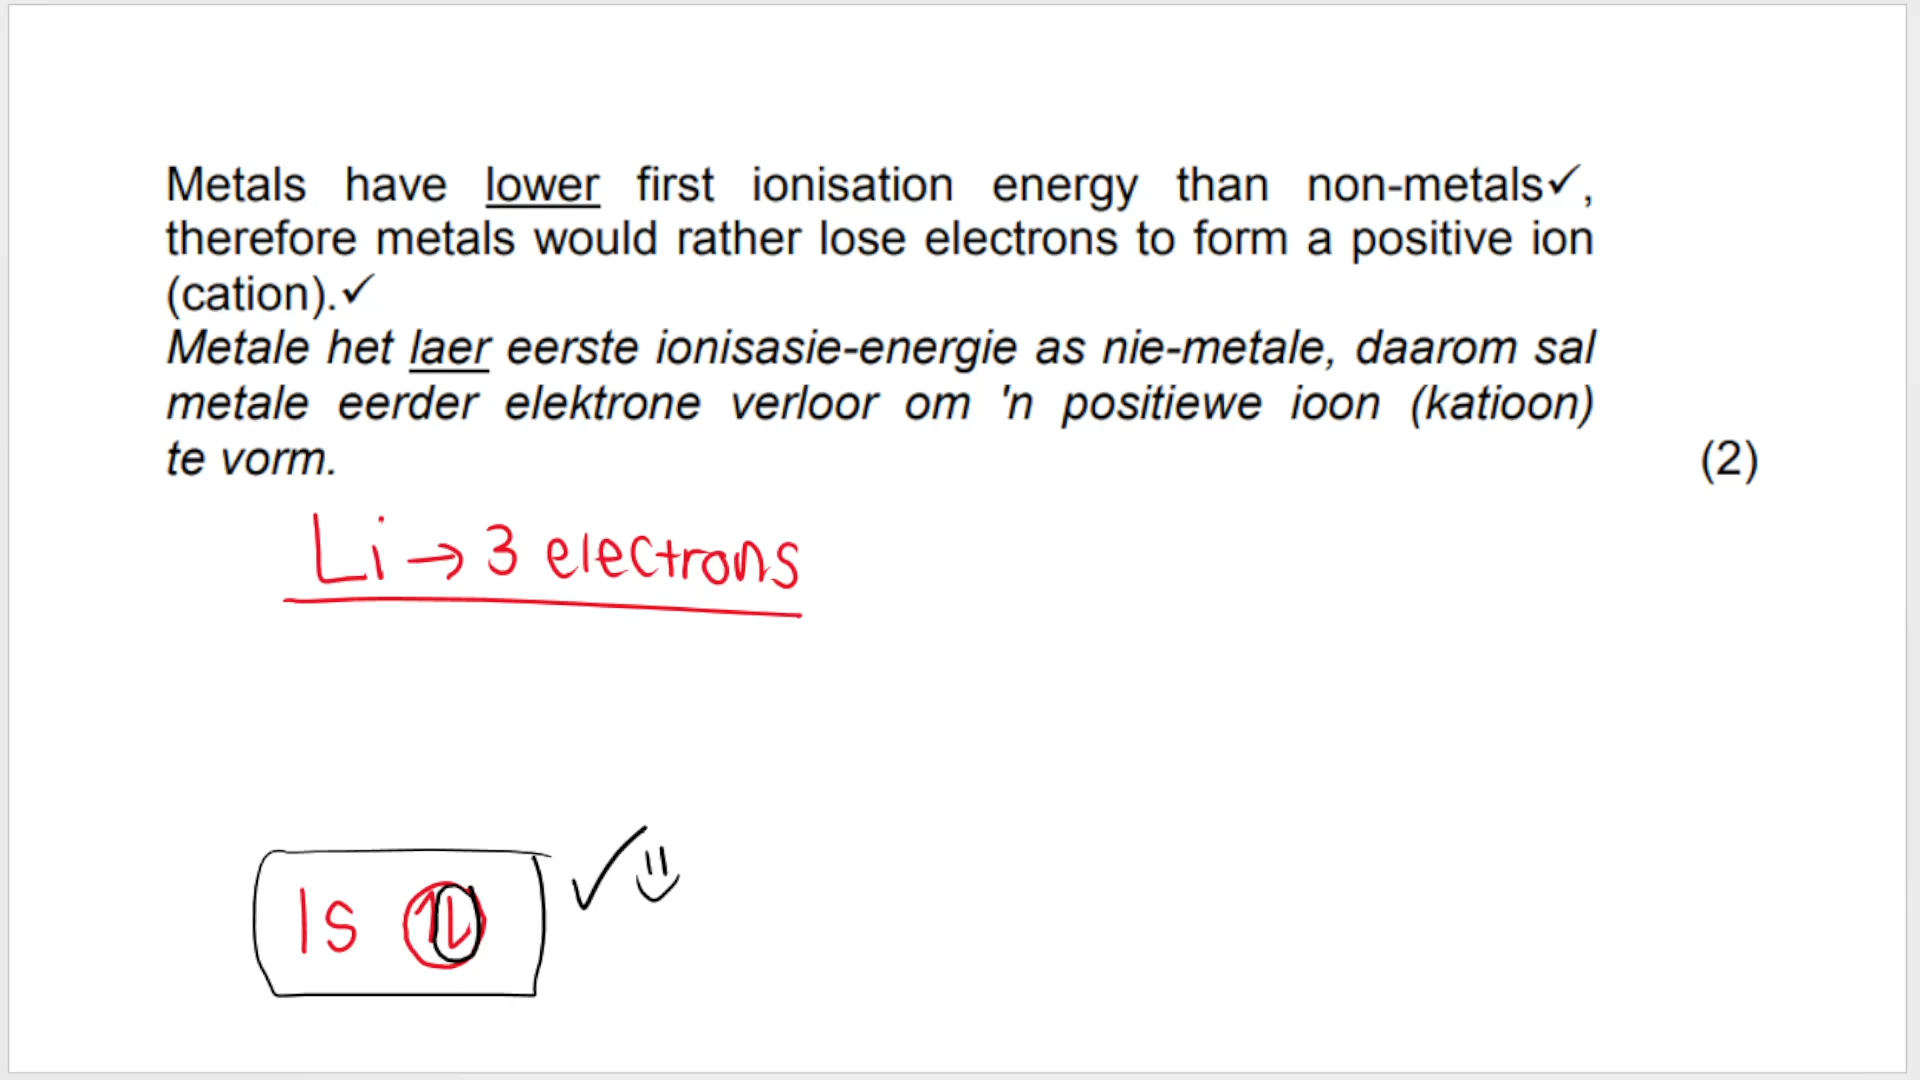 Metals have lower first ionisation energy than non-metals✓,
therefore metals would rather lose electrons to form a positive ion
(cation).✓
Metale het laer eerste ionisasie-energie as nie-metale, daarom sal
metale eerder elektrone verloor om 'n positiewe ioon (katioon)
te vorm. (2)
Li → 3 electrons
1s ↑↓ ✓